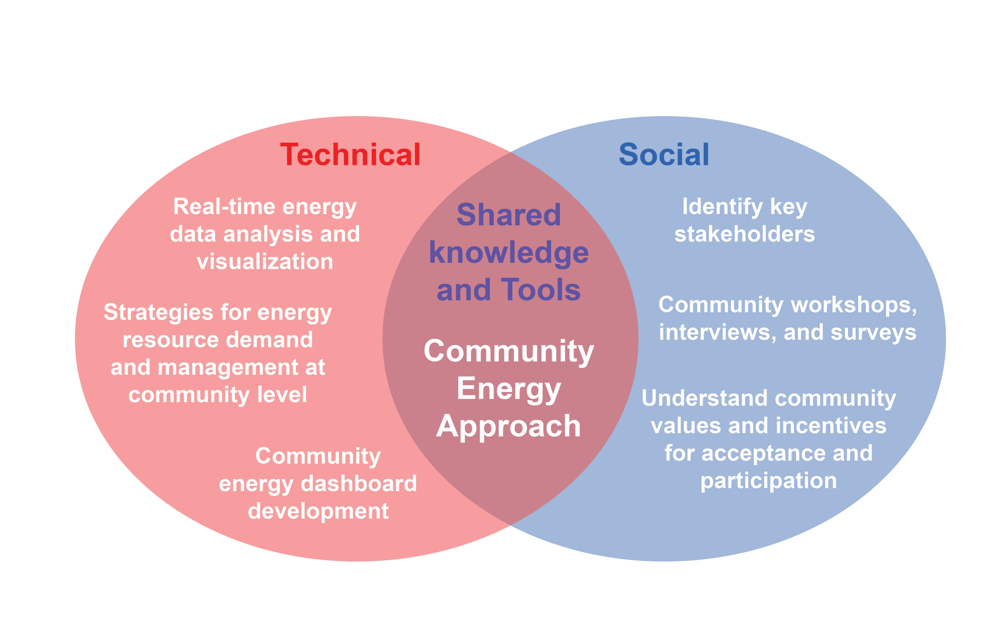 Technical
Real-time energy
data analysis and
visualization
Strategies for energy
resource demand
and management at
community level
Community
energy dashboard
development
Shared
knowledge
and Tools
Community
Energy
Approach
Social
Identify key
stakeholders
Community workshops,
interviews, and surveys
Understand community
values and incentives
for acceptance and
participation